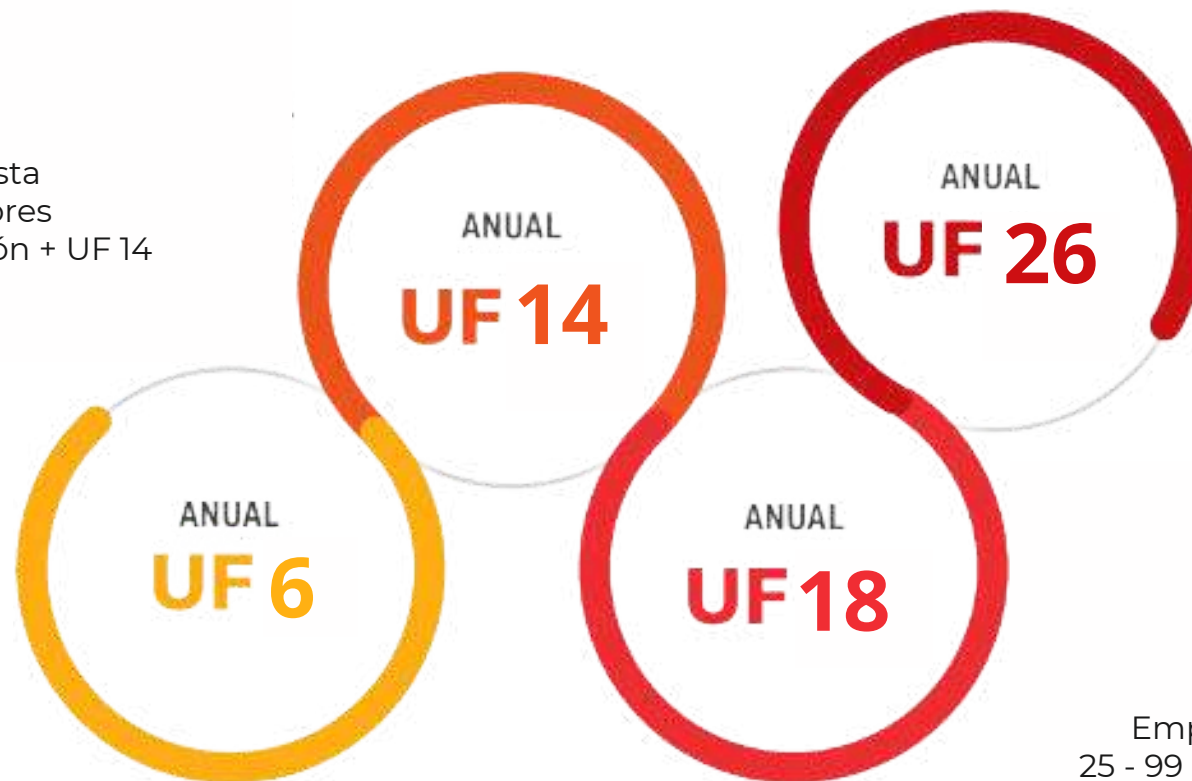 sta
ores
ón + UF 14
ANUAL
UF 14
ANUAL
UF 26
ANUAL
UF 6
ANUAL
UF 18
Emp
25 - 99